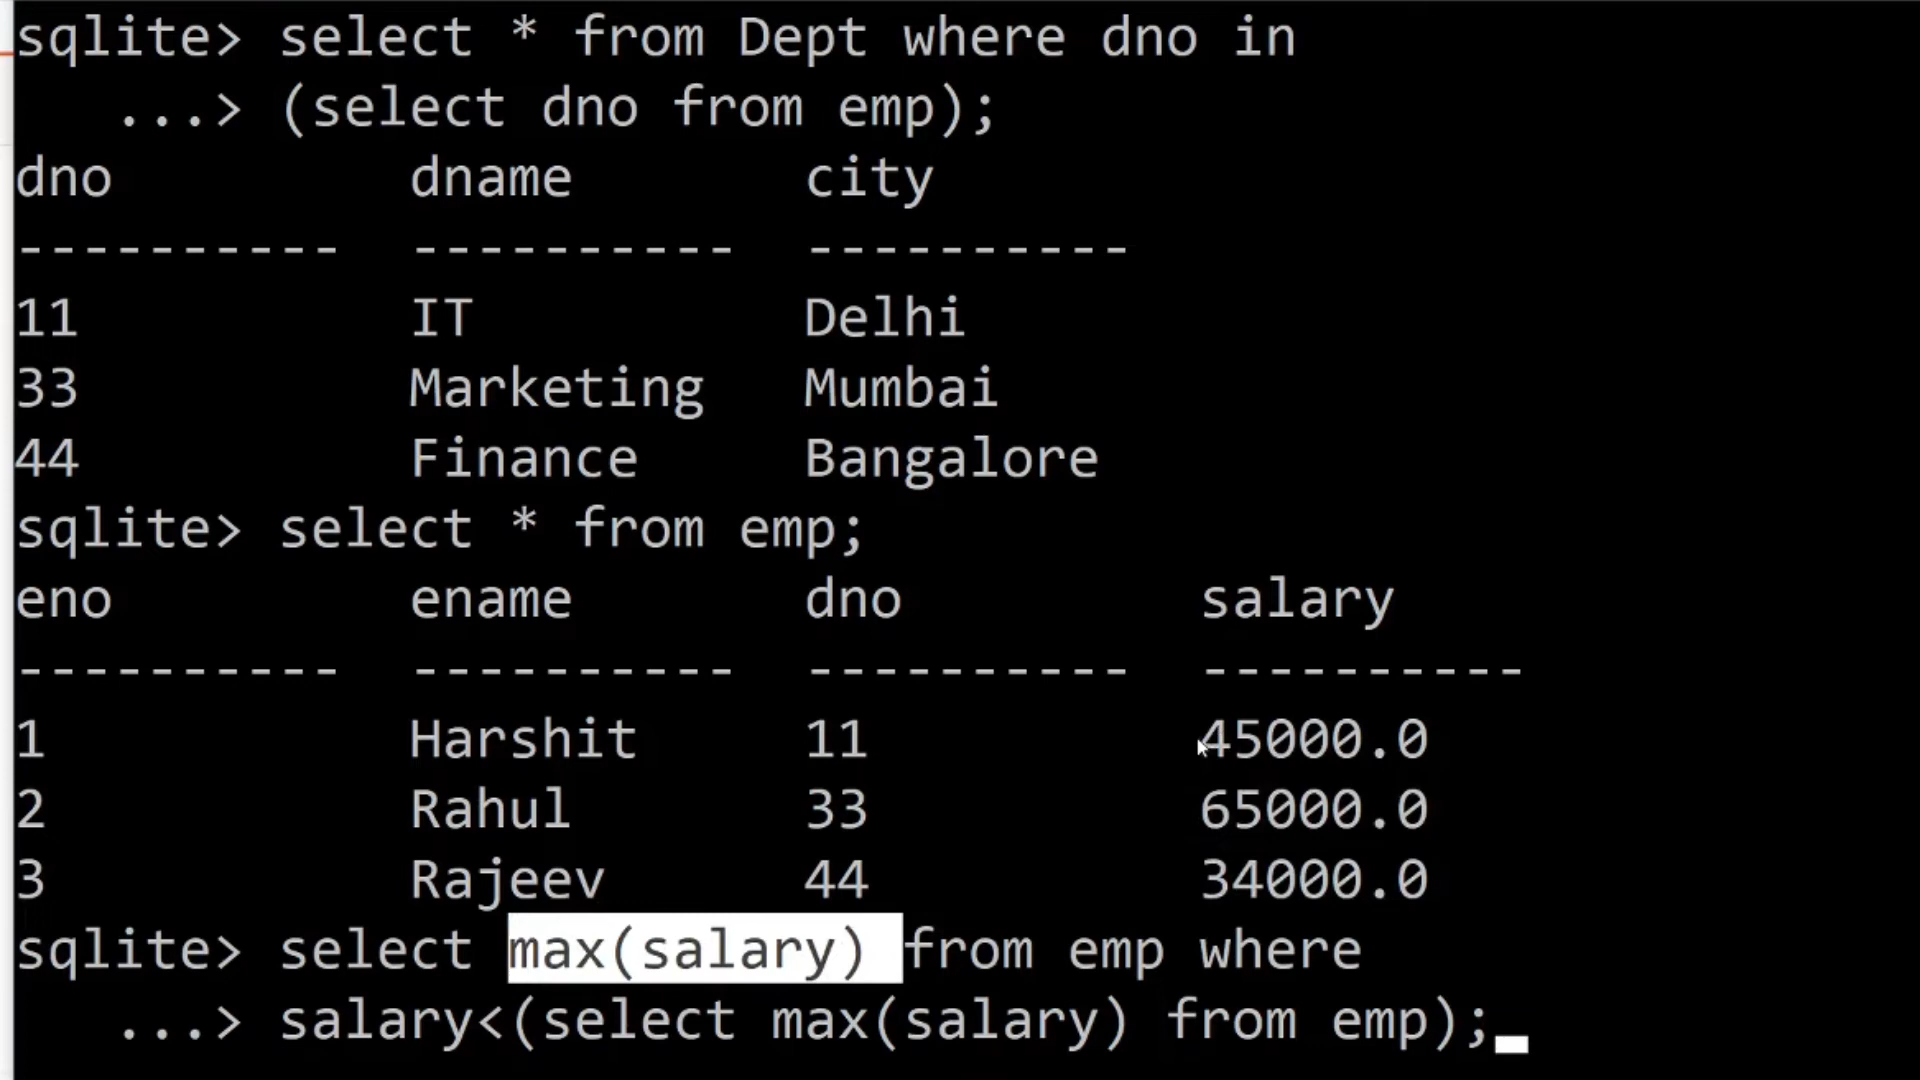 sqlite> select * from Dept where dno in
...> (select dno from emp);
dno dname city
---------- ---------- ----------
11 IT Delhi
33 Marketing Mumbai
44 Finance Bangalore
sqlite> select * from emp;
eno ename dno salary
---------- ---------- ---------- ----------
1 Harshit 11 45000.0
2 Rahul 33 65000.0
3 Rajeev 44 34000.0
sqlite> select max(salary) from emp where
...> salary<(select max(salary) from emp);